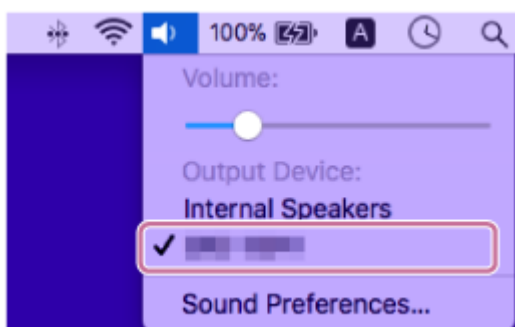 100% A
Volume:
Output Device:
Internal Speakers
Sound Preferences...